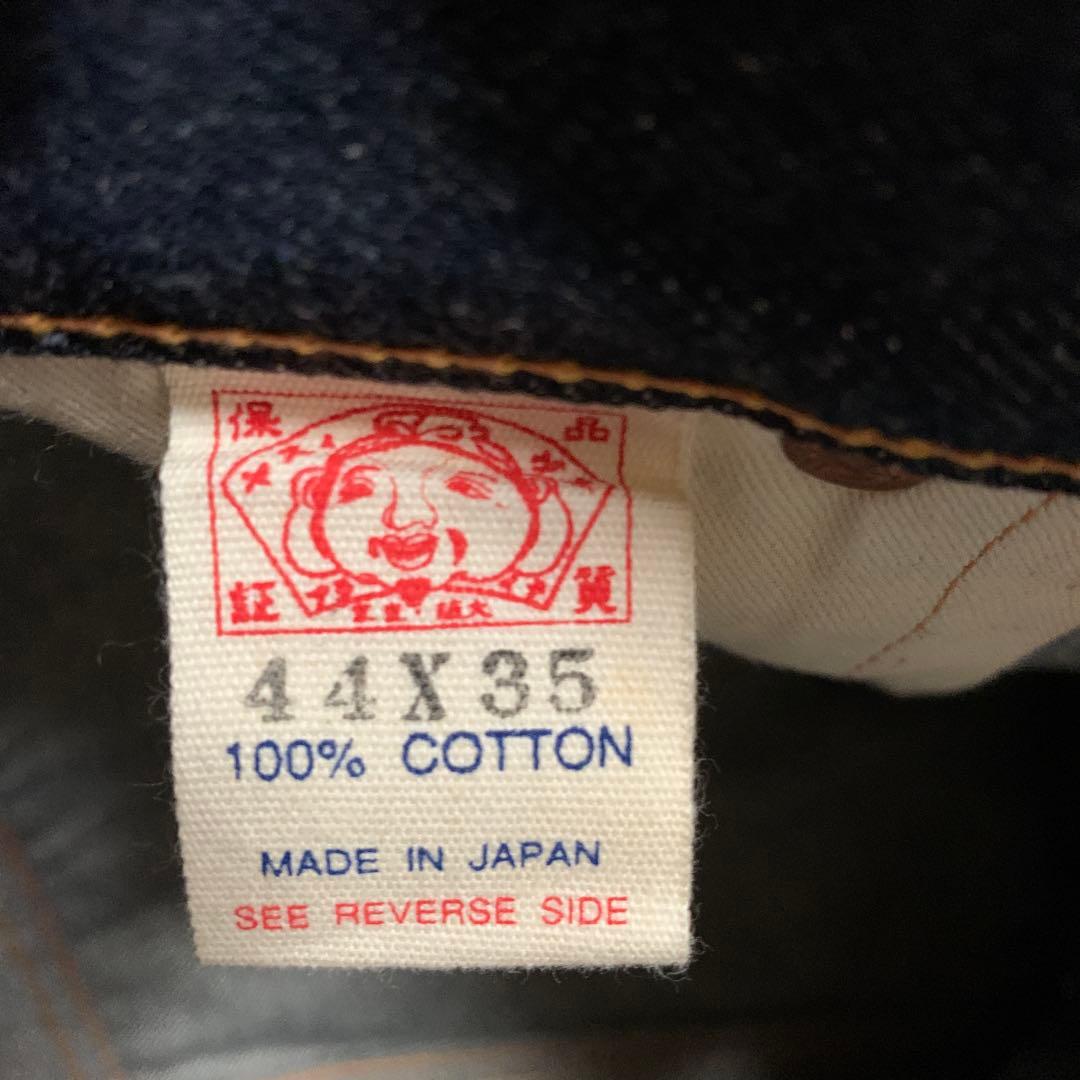 保 品
証 質
44X35
100% COTTON
MADE IN JAPAN
SEE REVERSE SIDE